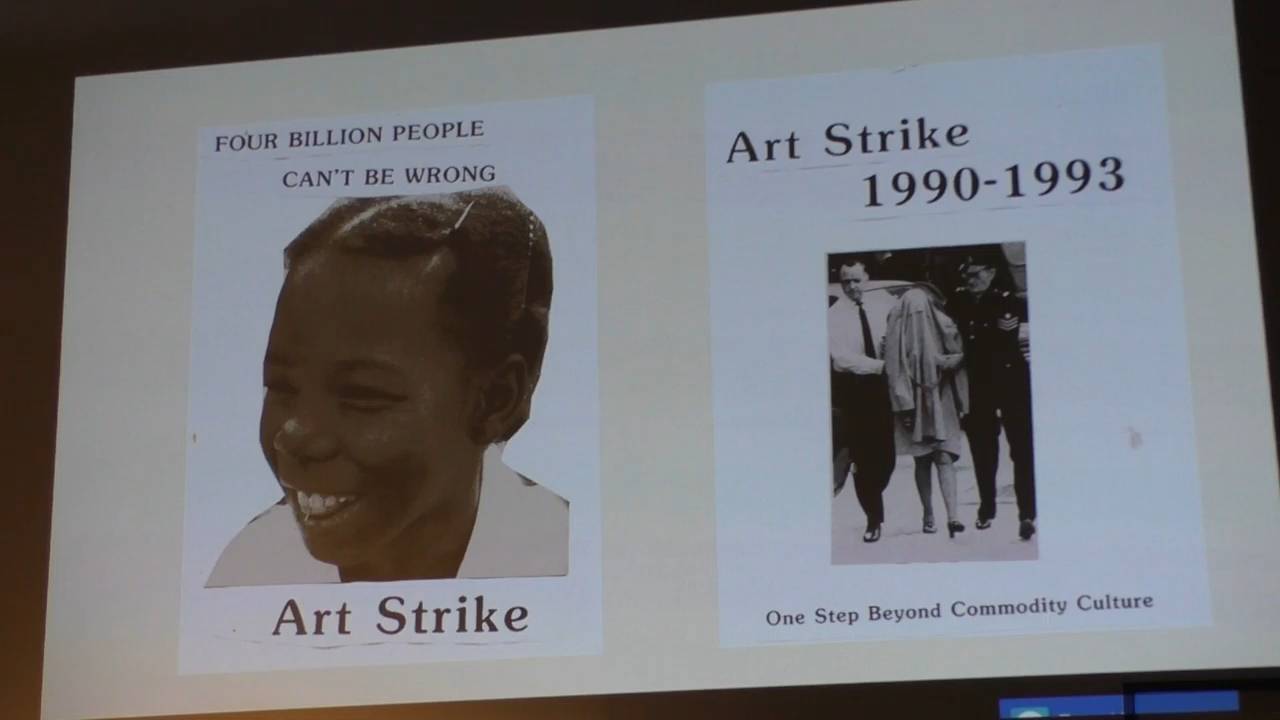 FOUR BILLION PEOPLE
CAN'T BE WRONG
Art Strike
Art Strike
1990-1993
One Step Beyond Commodity Culture